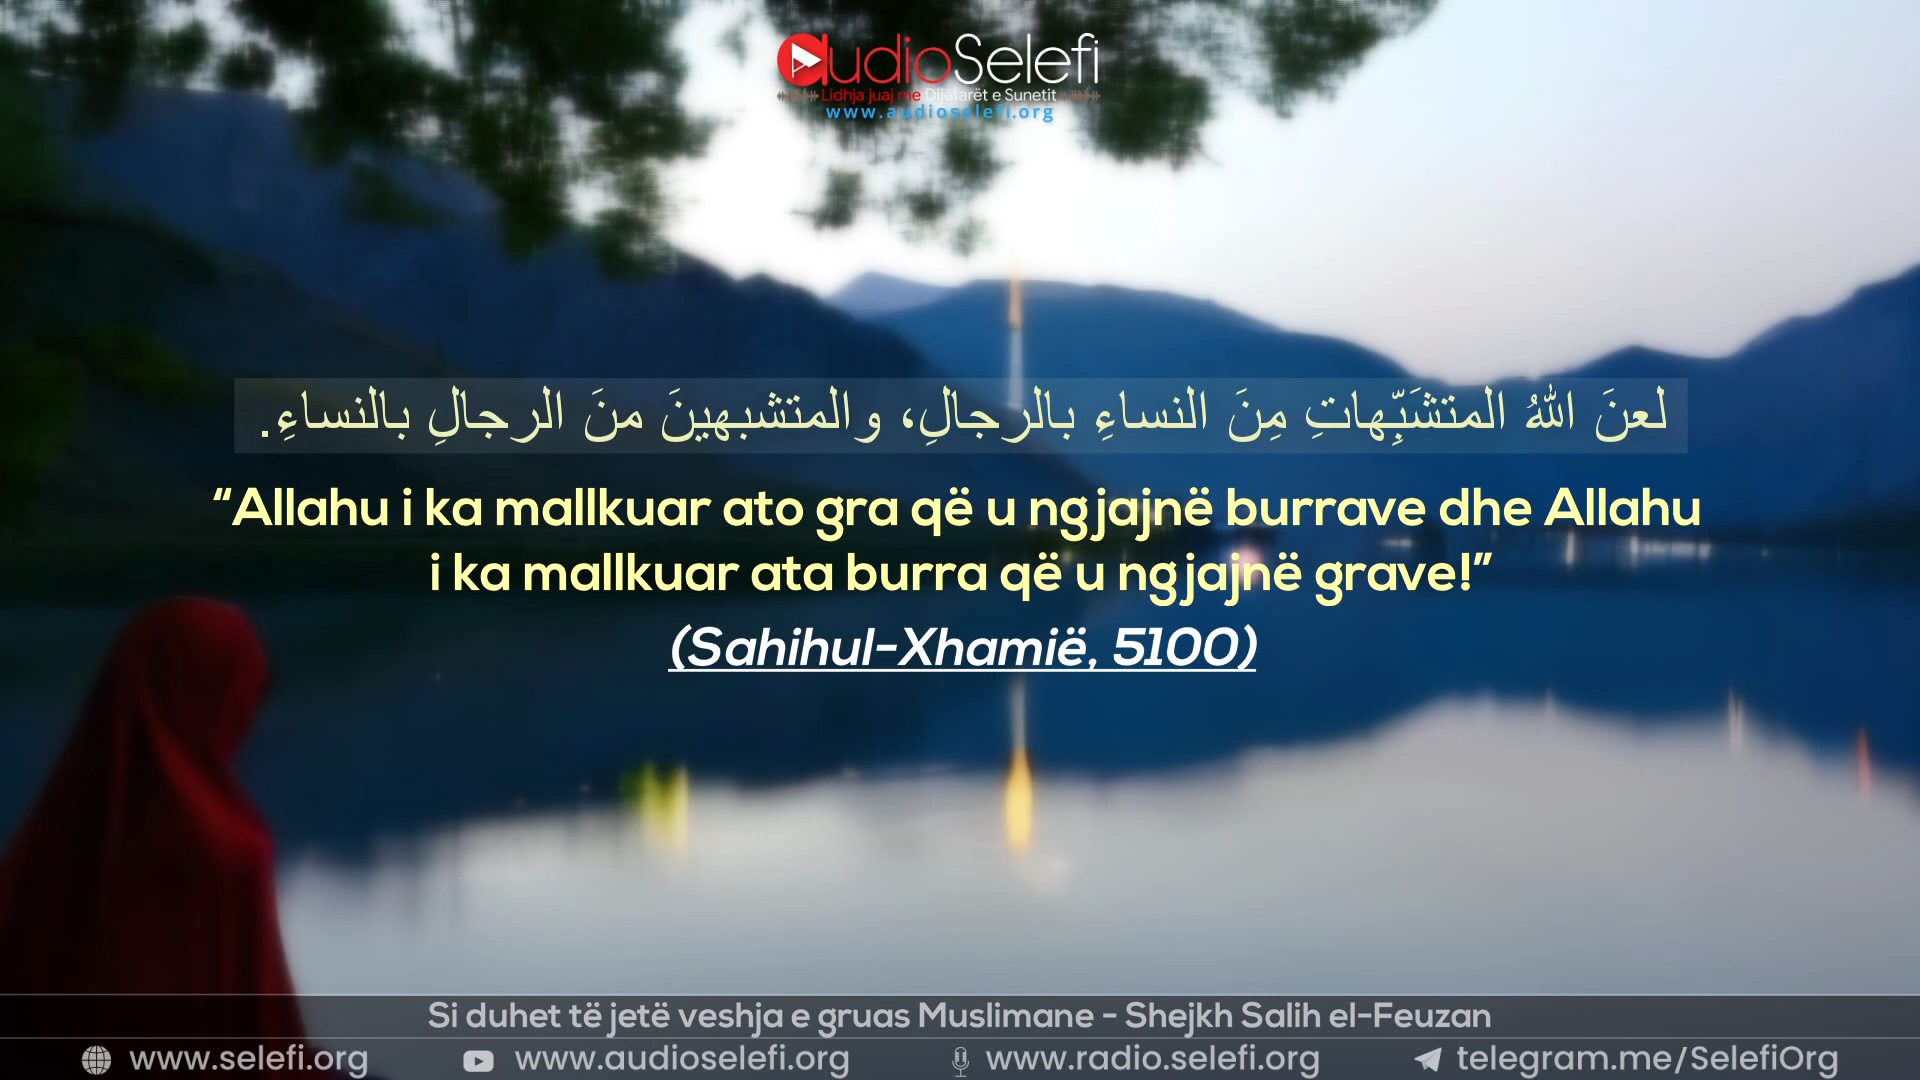 audioSelefi
Lidhja juaj me Dijetarët e Sunetit
www.audioselefi.org
لعنَ اللهُ المتشَبِّهاتِ مِنَ النساءِ بالرجالِ، والمتشبهينَ منَ الرجالِ بالنساءِ.
“Allahu i ka mallkuar ato gra që u ngjajnë burrave dhe Allahu
i ka mallkuar ata burra që u ngjajnë grave!”
(Sahihul-Xhamië, 5100)
Si duhet të jetë veshja e gruas Muslimane - Shejkh Salih el-Feuzan
www.selefi.org www.audioselefi.org www.radio.selefi.org telegram.me/SelefiOrg